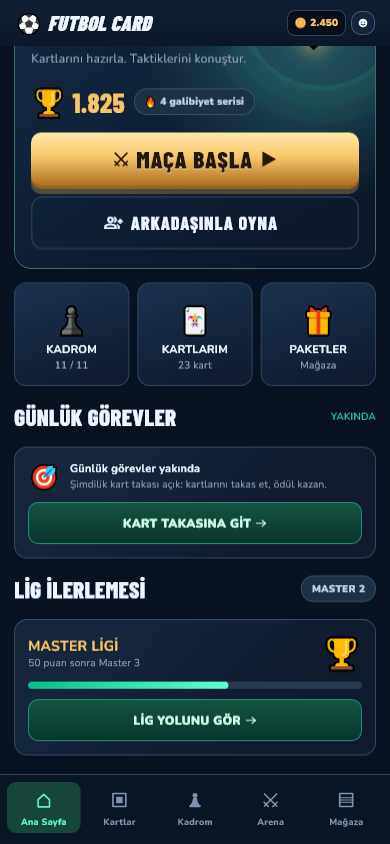 FUTBOL CARD
2.450
Kartlarını hazırla. Taktiklerini konuştur.
1.825
4 galibiyet serisi
MAÇA BAŞLA
ARKADAŞINLA OYNA
KADROM
11 / 11
KARTLARIM
23 kart
PAKETLER
Mağaza
GÜNLÜK GÖREVLER
YAKINDA
Günlük görevler yakında
Şimdilik kart takası açık: kartlarını takas et, ödül kazan.
KART TAKASINA GİT →
LİG İLERLEMESİ
MASTER 2
MASTER LİGİ
50 puan sonra Master 3
LİG YOLUNU GÖR →
Ana Sayfa
Kartlar
Kadrom
Arena
Mağaza